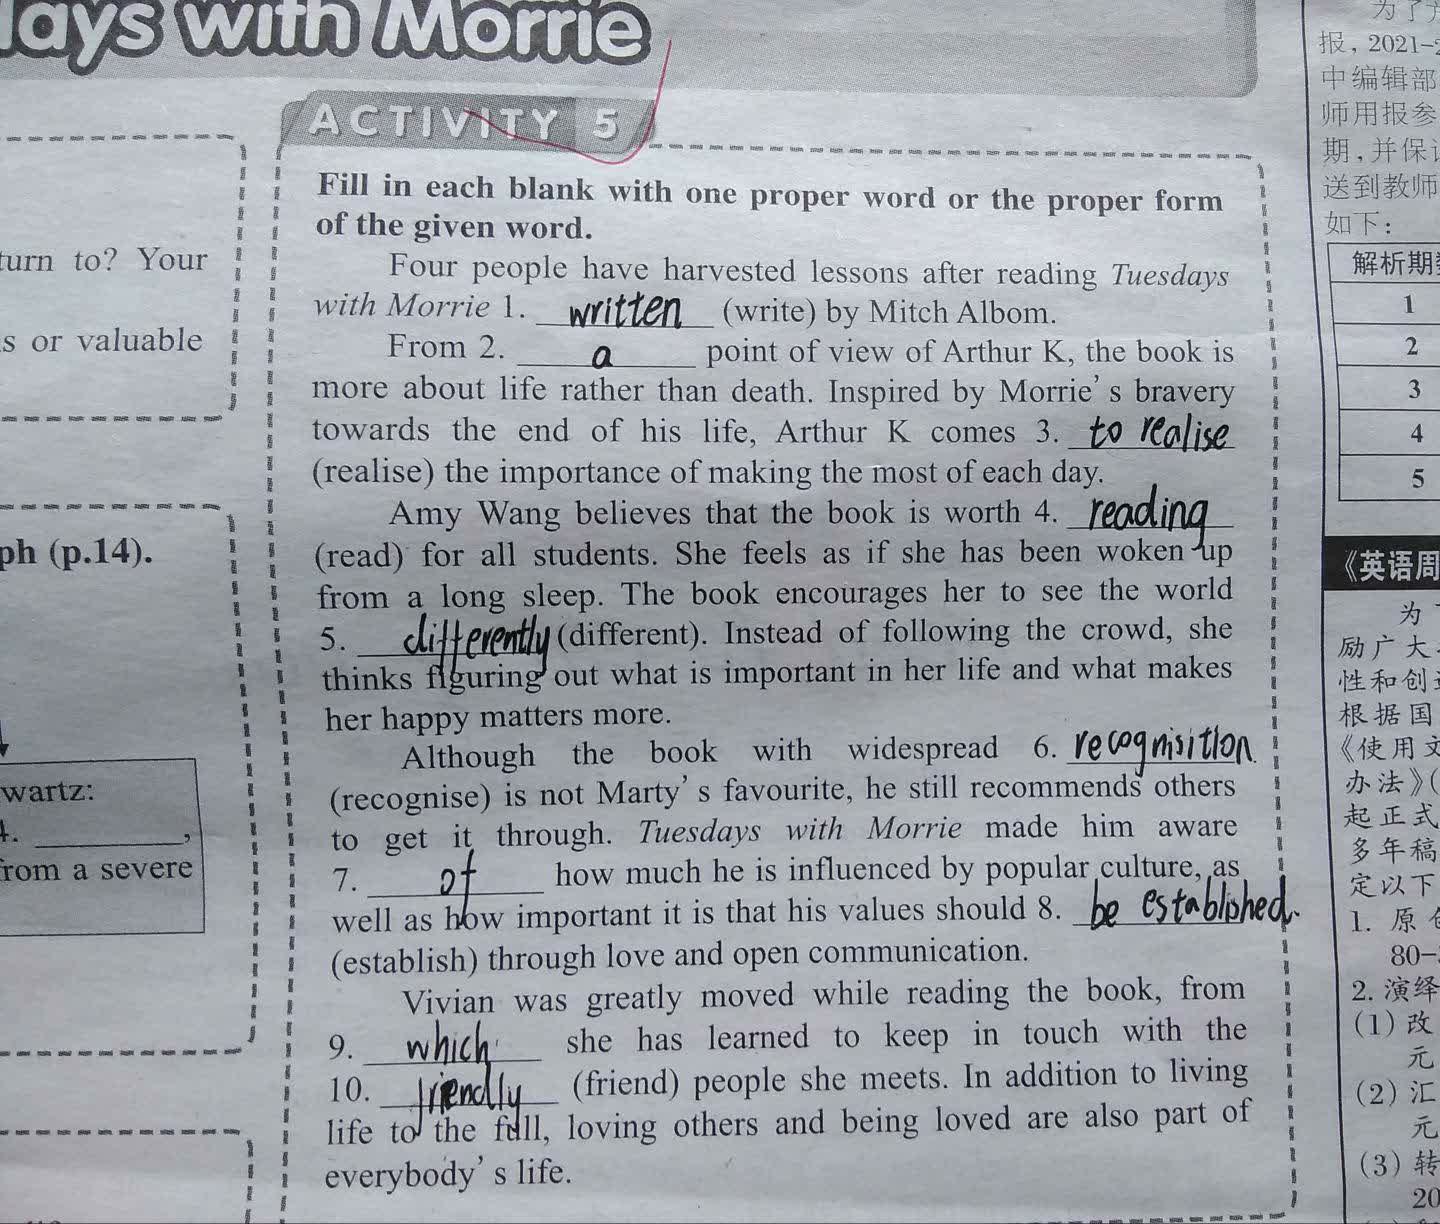 days with Morrie
ACTIVITY 5
Fill in each blank with one proper word or the proper form
of the given word.
Four people have harvested lessons after reading Tuesdays
with Morrie 1. written (write) by Mitch Albom.
From 2. a point of view of Arthur K, the book is
more about life rather than death. Inspired by Morrie's bravery
towards the end of his life, Arthur K comes 3. to realise
(realise) the importance of making the most of each day.
Amy Wang believes that the book is worth 4. reading
(read) for all students. She feels as if she has been woken up
from a long sleep. The book encourages her to see the world
5. differently (different). Instead of following the crowd, she
thinks figuring out what is important in her life and what makes
her happy matters more.
Although the book with widespread 6. recognisition
(recognise) is not Marty's favourite, he still recommends others
to get it through. Tuesdays with Morrie made him aware
7. of how much he is influenced by popular culture, as
well as how important it is that his values should 8. be established.
(establish) through love and open communication.
Vivian was greatly moved while reading the book, from
9. which she has learned to keep in touch with the
10. friendly (friend) people she meets. In addition to living
life to the full, loving others and being loved are also part of
everybody's life.
turn to? Your
s or valuable
ph (p.14).
wartz:
4. ________,
from a severe
为了
报，2021-2
中编辑部
师用报参
期，并保
送到教师
如下：
解析期
1
2
3
4
5
《英语周
为
励广大
性和创
根据国
《使用文
办法》(
起正式
多年稿
定以下
1. 原
80-
2. 演绎
(1) 改
元
(2) 汇
元
(3) 转
20